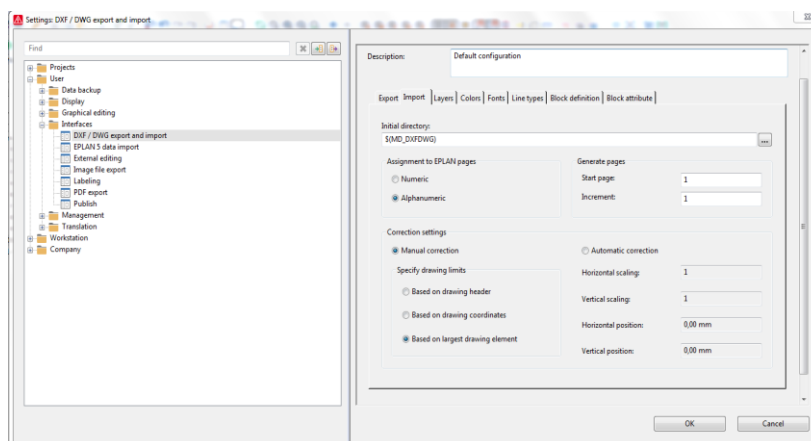 Settings: DXF / DWG export and import
Find
Projects
User
Data backup
Display
Graphical editing
Interfaces
DXF / DWG export and import
EPLAN 5 data import
External editing
Image file export
Labeling
PDF export
Publish
Management
Translation
Workstation
Company
Description:
Default configuration
Export Import Layers Colors Fonts Line types Block definition Block attribute
Initial directory:
$(MD_DXFDWG)
...
Assignment to EPLAN pages
Numeric
Alphanumeric
Generate pages
Start page: 1
Increment: 1
Correction settings
Manual correction
Specify drawing limits
Based on drawing header
Based on drawing coordinates
Based on largest drawing element
Automatic correction
Horizontal scaling: 1
Vertical scaling: 1
Horizontal position: 0,00 mm
Vertical position: 0,00 mm
OK Cancel